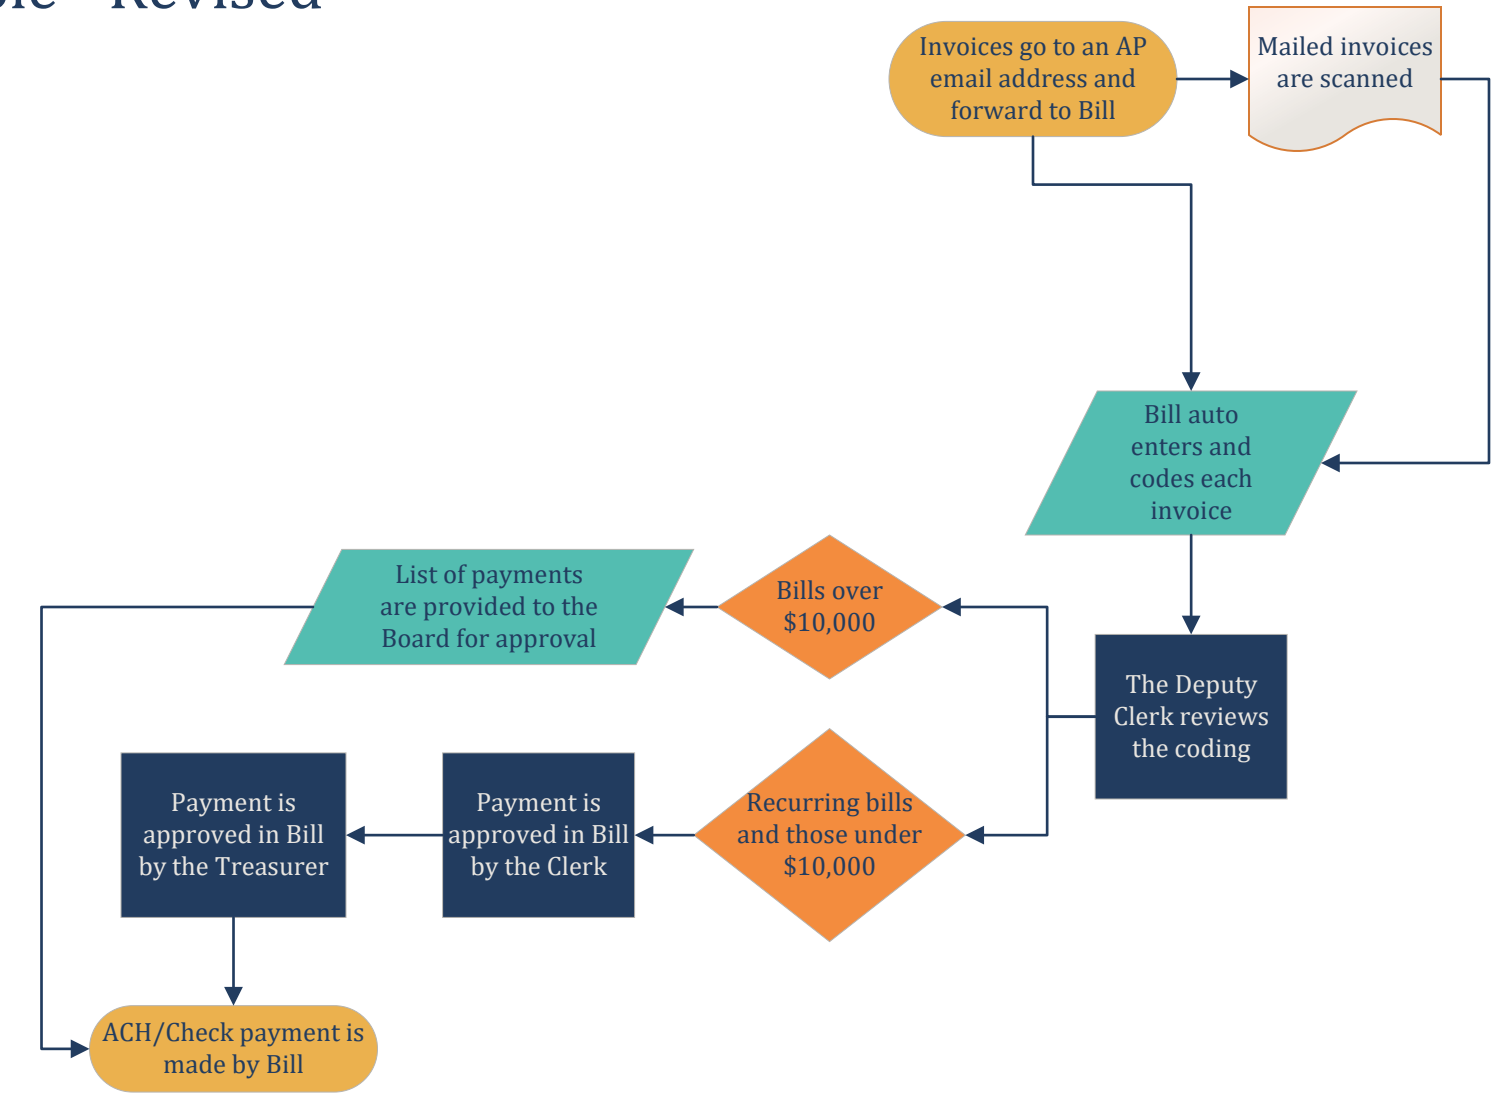 Revised
Invoices go to an AP
email address and
forward to Bill
Mailed invoices
are scanned
Bill auto
enters and
codes each
invoice
List of payments
are provided to the
Board for approval
Bills over
$10,000
The Deputy
Clerk reviews
the coding
Payment is
approved in Bill
by the Treasurer
Payment is
approved in Bill
by the Clerk
Recurring bills
and those under
$10,000
ACH/Check payment is
made by Bill